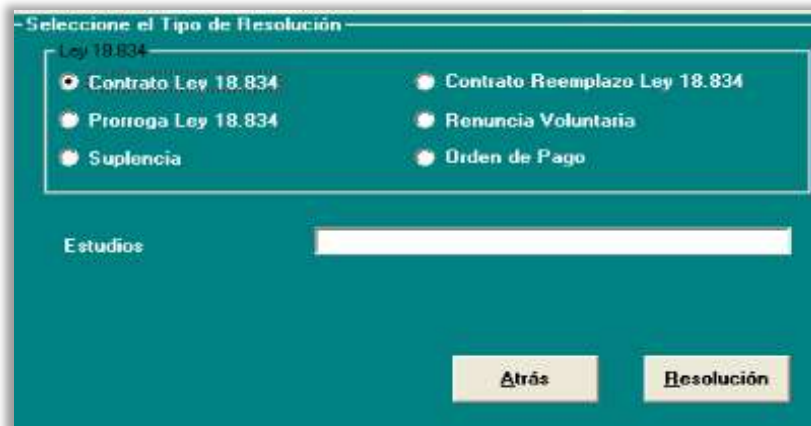 Seleccione el Tipo de Resolución
Ley 18.834
Contrato Ley 18.834
Contrato Reemplazo Ley 18.834
Prorroga Ley 18.834
Renuncia Voluntaria
Suplencia
Orden de Pago
Estudios
Atrás
Resolución